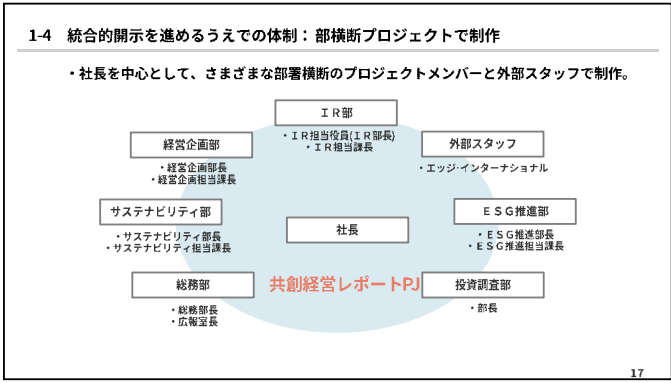 1-4 統合的開示を進めるうえでの体制： 部横断プロジェクトで制作
・社長を中心として、さまざまな部署横断のプロジェクトメンバーと外部スタッフで制作。
ＩＲ部
・ＩＲ担当役員(ＩＲ部長)
・ＩＲ担当課長
経営企画部
・経営企画部長
・経営企画担当課長
外部スタッフ
・エッジ・インターナショナル
サステナビリティ部
・サステナビリティ部長
・サステナビリティ担当課長
社長
ＥＳＧ推進部
・ＥＳＧ推進部長
・ＥＳＧ推進担当課長
総務部
・総務部長
・広報室長
共創経営レポートPJ
投資調査部
・部長
17